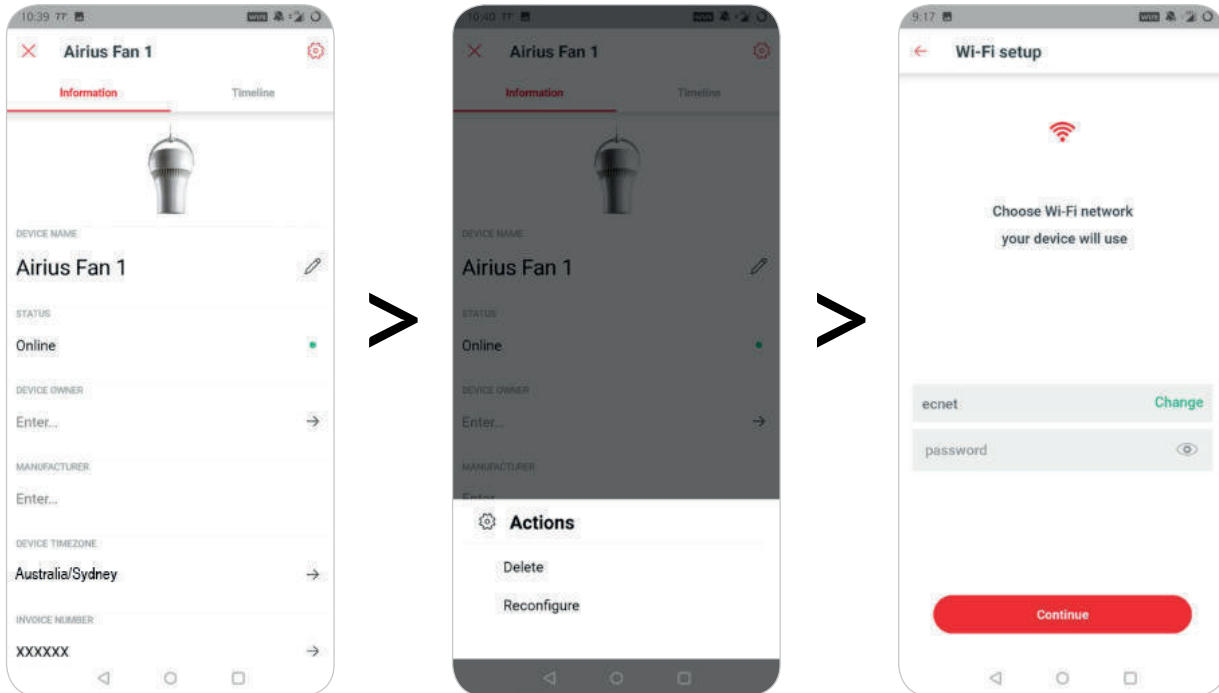 10:39
Airius Fan 1
Information Timeline
DEVICE NAME
Airius Fan 1
STATUS
Online
DEVICE OWNER
Enter...
MANUFACTURER
Enter...
DEVICE TIMEZONE
Australia/Sydney
INVOICE NUMBER
XXXXXX
>
10:40
Airius Fan 1
Information Timeline
DEVICE NAME
Airius Fan 1
STATUS
Online
DEVICE OWNER
Enter...
MANUFACTURER
Enter
Actions
Delete
Reconfigure
>
9:17
Wi-Fi setup
Choose Wi-Fi network
your device will use
ecnet Change
password
Continue